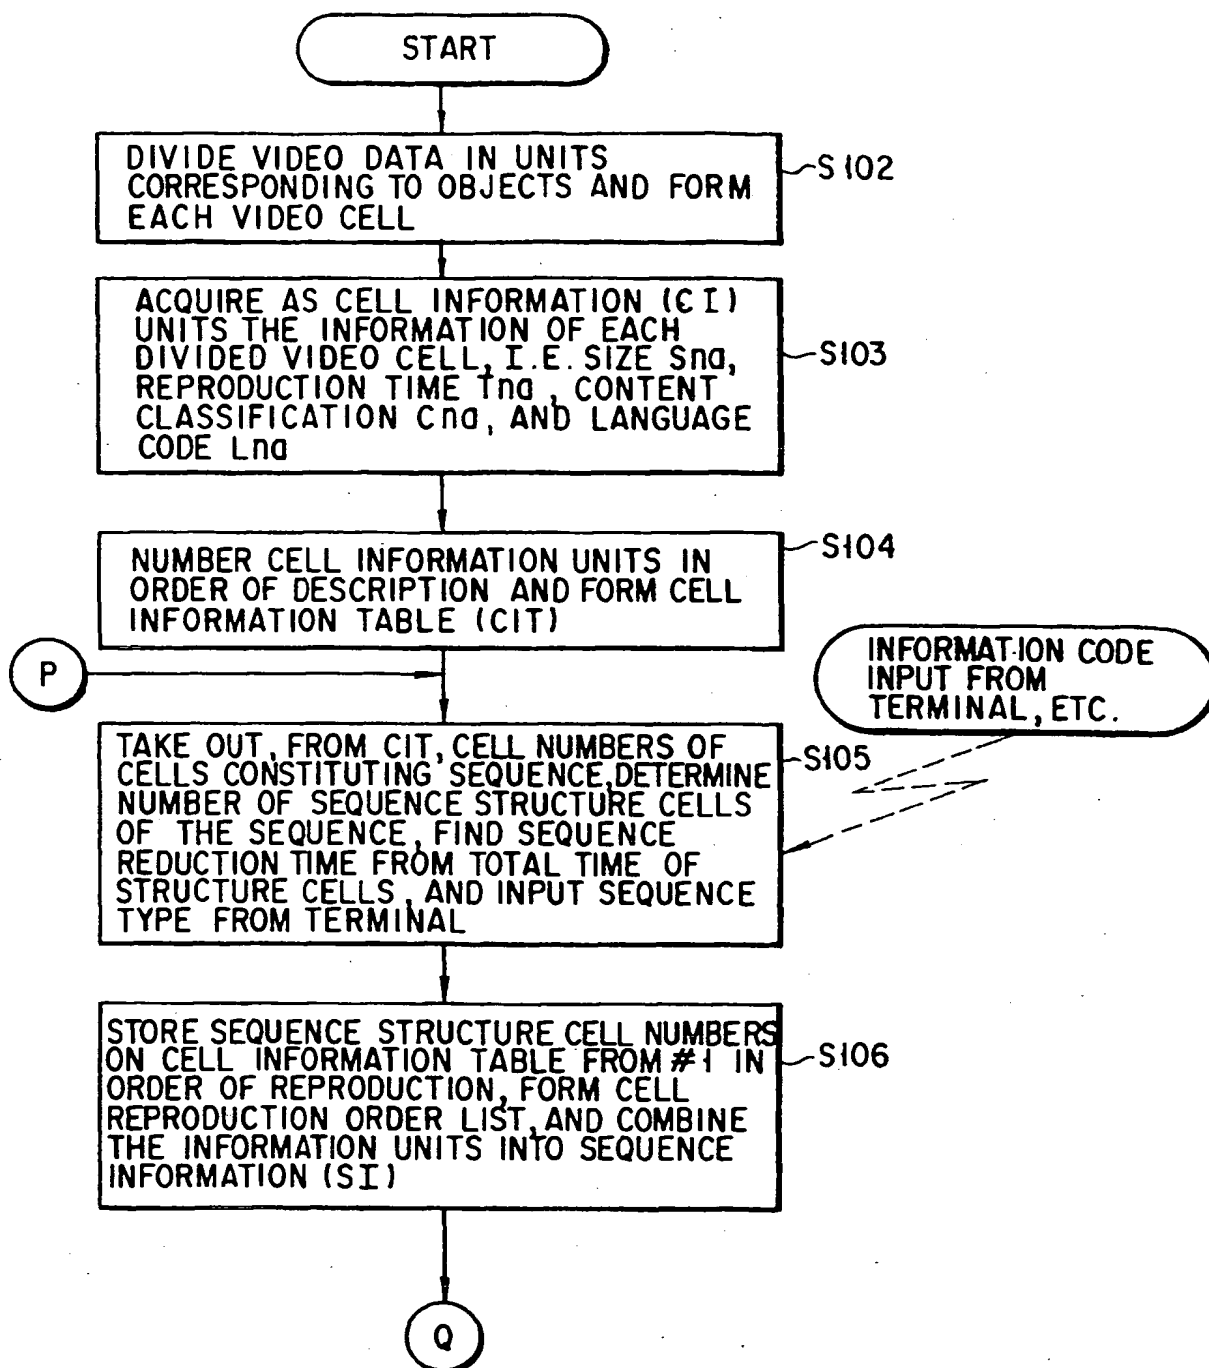 START
DIVIDE VIDEO DATA IN UNITS
CORRESPONDING TO OBJECTS AND FORM
EACH VIDEO CELL
S102
ACQUIRE AS CELL INFORMATION (CI)
UNITS THE INFORMATION OF EACH
DIVIDED VIDEO CELL, I.E. SIZE Sna,
REPRODUCTION TIME Tna, CONTENT
CLASSIFICATION Cna, AND LANGUAGE
CODE Lna
S103
NUMBER CELL INFORMATION UNITS IN
ORDER OF DESCRIPTION AND FORM CELL
INFORMATION TABLE (CIT)
S104
P
INFORMATION CODE
INPUT FROM
TERMINAL, ETC.
TAKE OUT, FROM CIT, CELL NUMBERS OF
CELLS CONSTITUTING SEQUENCE, DETERMINE
NUMBER OF SEQUENCE STRUCTURE CELLS
OF THE SEQUENCE, FIND SEQUENCE
REDUCTION TIME FROM TOTAL TIME OF
STRUCTURE CELLS, AND INPUT SEQUENCE
TYPE FROM TERMINAL
S105
STORE SEQUENCE STRUCTURE CELL NUMBERS
ON CELL INFORMATION TABLE FROM #1 IN
ORDER OF REPRODUCTION, FORM CELL
REPRODUCTION ORDER LIST, AND COMBINE
THE INFORMATION UNITS INTO SEQUENCE
INFORMATION (SI)
S106
Q